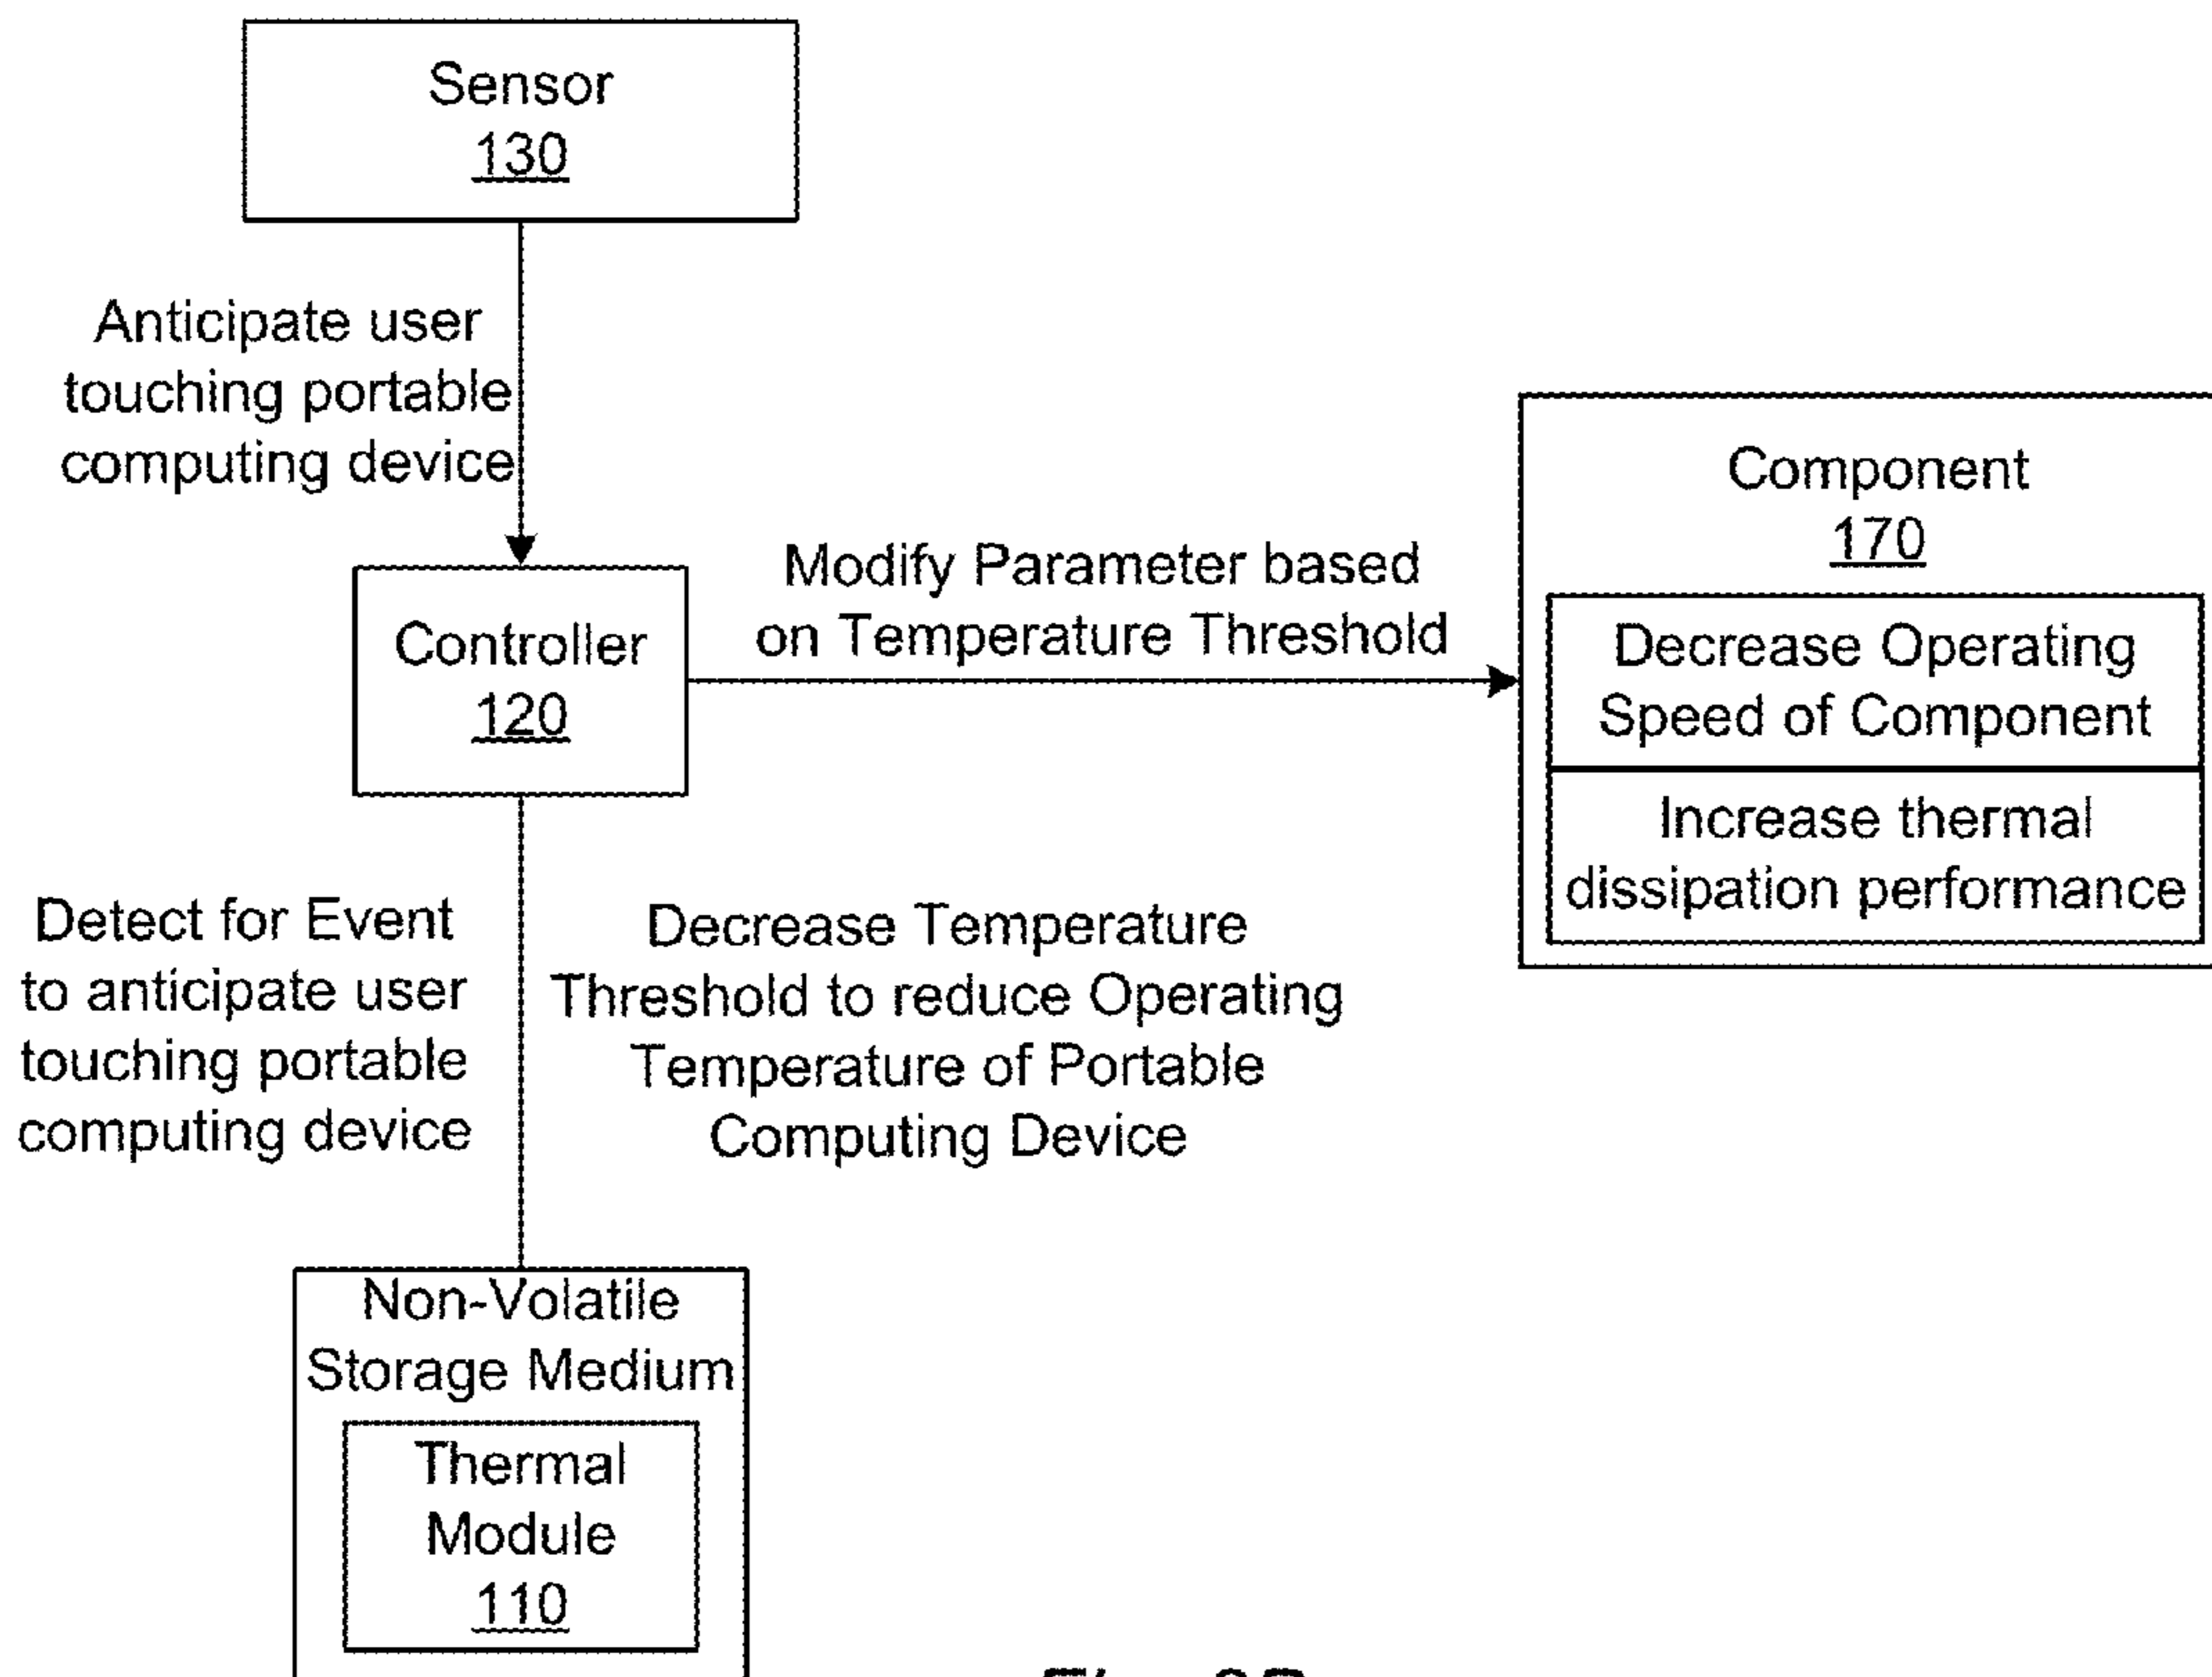 Sensor
130
Anticipate user
touching portable
computing device
Controller
120
Modify Parameter based
on Temperature Threshold
Component
170
Decrease Operating
Speed of Component
Increase thermal
dissipation performance
Detect for Event
to anticipate user
touching portable
computing device
Decrease Temperature
Threshold to reduce Operating
Temperature of Portable
Computing Device
Non-Volatile
Storage Medium
Thermal
Module
110